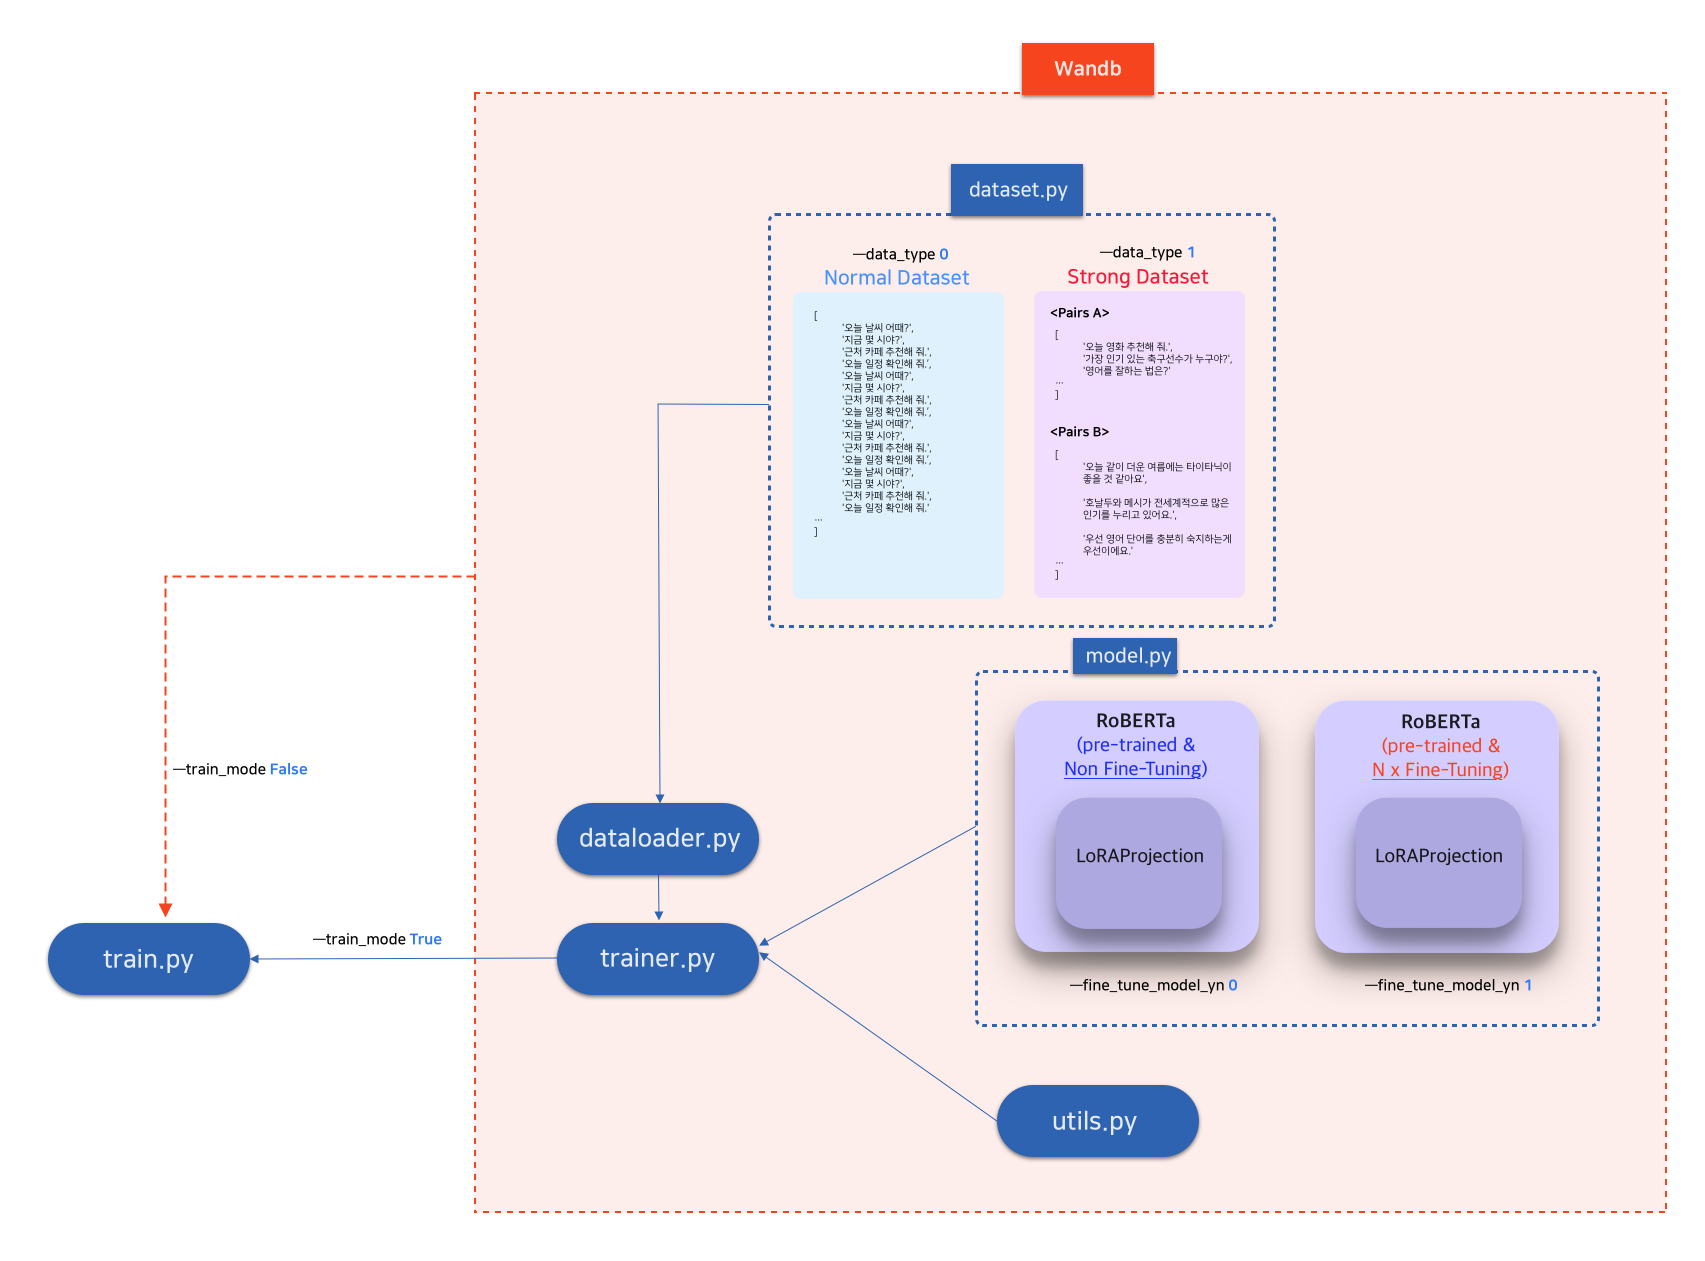 Wandb
dataset.py
—data_type 0
Normal Dataset
[
'오늘 날씨 어때?',
'지금 몇 시야?',
'근처 카페 추천해 줘.',
'오늘 일정 확인해 줘.',
'오늘 날씨 어때?',
'지금 몇 시야?',
'근처 카페 추천해 줘.',
'오늘 일정 확인해 줘.',
'오늘 날씨 어때?',
'지금 몇 시야?',
'근처 카페 추천해 줘.',
'오늘 일정 확인해 줘.',
'오늘 날씨 어때?',
'지금 몇 시야?',
'근처 카페 추천해 줘.',
'오늘 일정 확인해 줘.'
...
]
—data_type 1
Strong Dataset
<Pairs A>
[
'오늘 영화 추천해 줘.',
'가장 인기 있는 축구선수가 누구야?',
'영어를 잘하는 법은?'
...
]
<Pairs B>
[
'오늘 같이 더운 여름에는 타이타닉이
좋을 것 같아요',
'호날두와 메시가 전세계적으로 많은
인기를 누리고 있어요.',
'우선 영어 단어를 충분히 숙지하는게
우선이에요.'
...
]
model.py
RoBERTa
(pre-trained &
Non Fine-Tuning)
LoRAProjection
—fine_tune_model_yn 0
RoBERTa
(pre-trained &
N x Fine-Tuning)
LoRAProjection
—fine_tune_model_yn 1
—train_mode False
dataloader.py
train.py
—train_mode True
trainer.py
utils.py